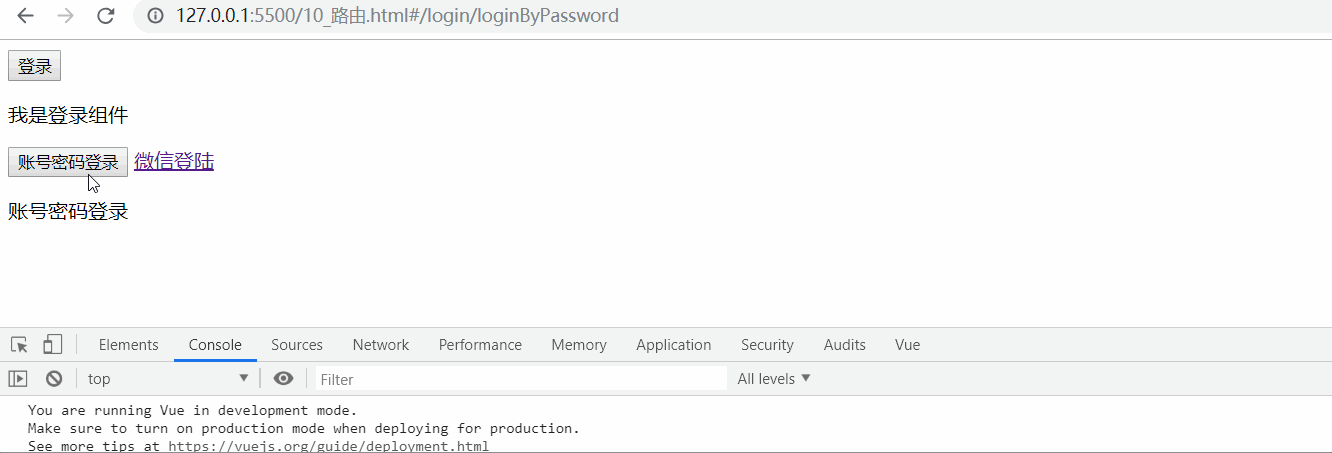 127.0.0.1:5500/10_路由.html#/login/loginByPassword
登录
我是登录组件
账号密码登录 微信登陆
账号密码登录
Elements Console Sources Network Performance Memory Application Security Audits Vue
top Filter All levels
You are running Vue in development mode.
Make sure to turn on production mode when deploying for production.
See more tips at https://vuejs.org/guide/deployment.html